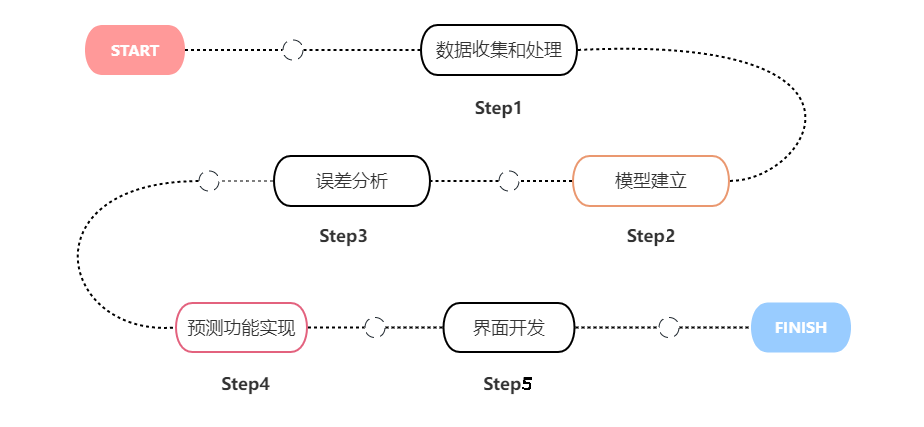 START
数据收集和处理
Step1
模型建立
Step2
误差分析
Step3
预测功能实现
Step4
界面开发
Step5
FINISH